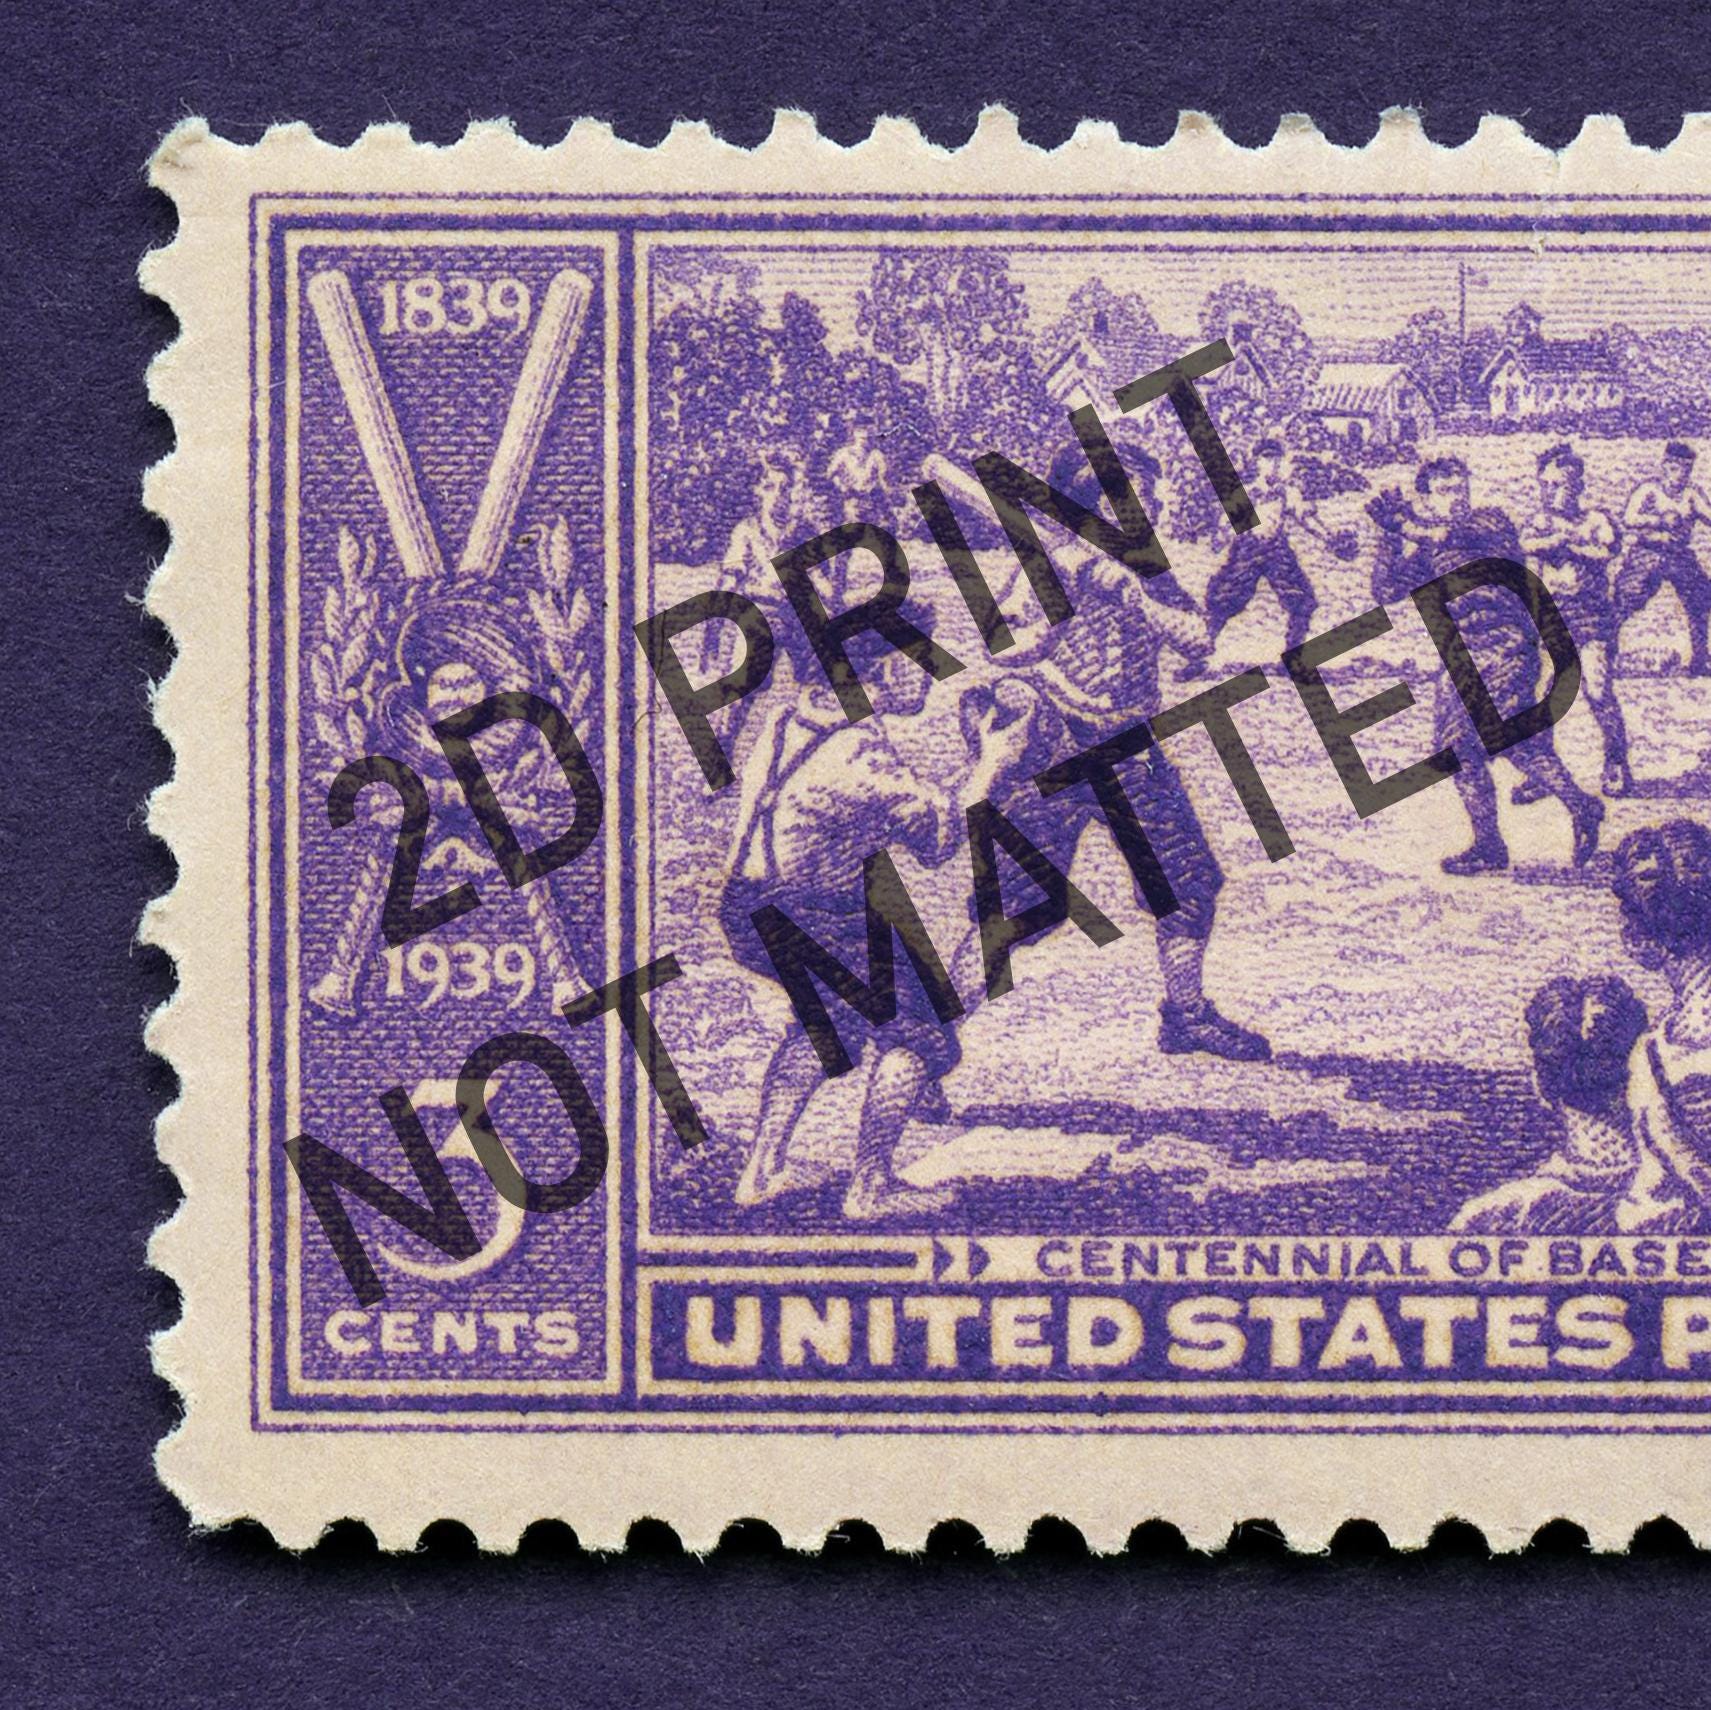 1839
2D PRINT
NOT MATTED
1939
3
CENTS
CENTENNIAL OF BASE
UNITED STATES P